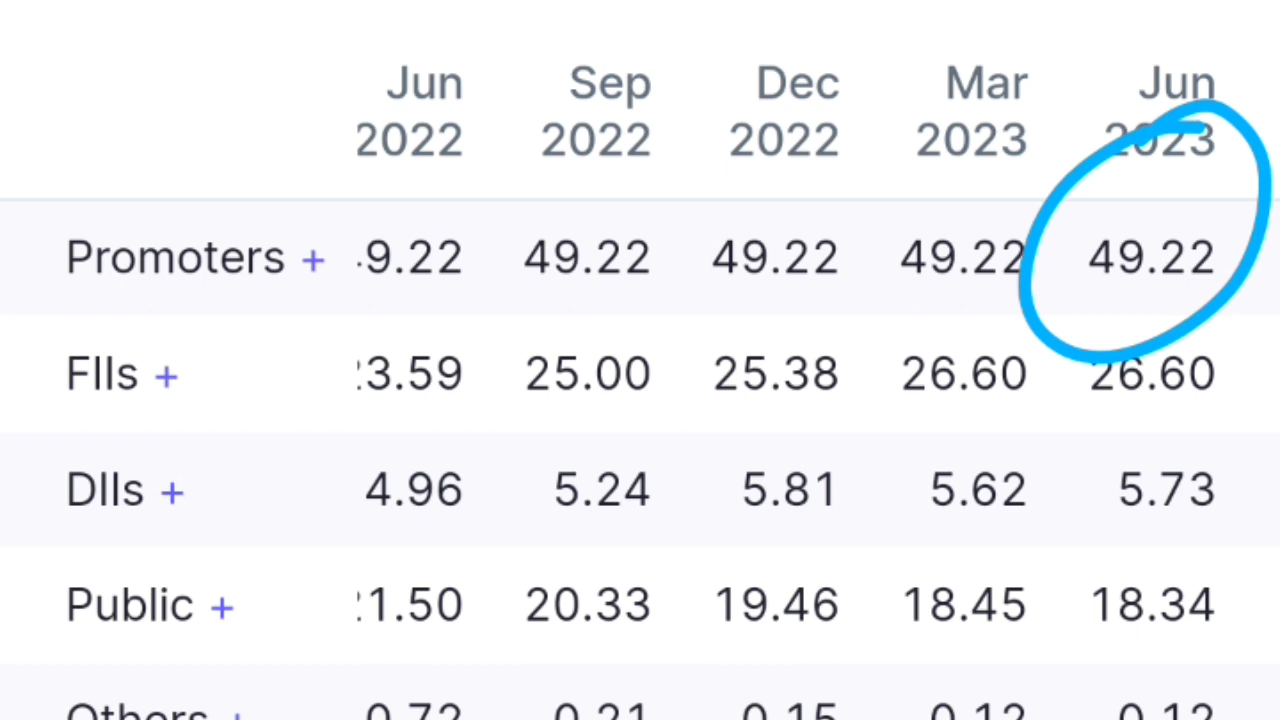 Jun Sep Dec Mar Jun
2022 2022 2022 2023 2023
Promoters + 9.22 49.22 49.22 49.22 49.22
FIIs + 3.59 25.00 25.38 26.60 26.60
DIIs + 4.96 5.24 5.81 5.62 5.73
Public + 1.50 20.33 19.46 18.45 18.34
Others + 0.72 0.21 0.15 0.12 0.12